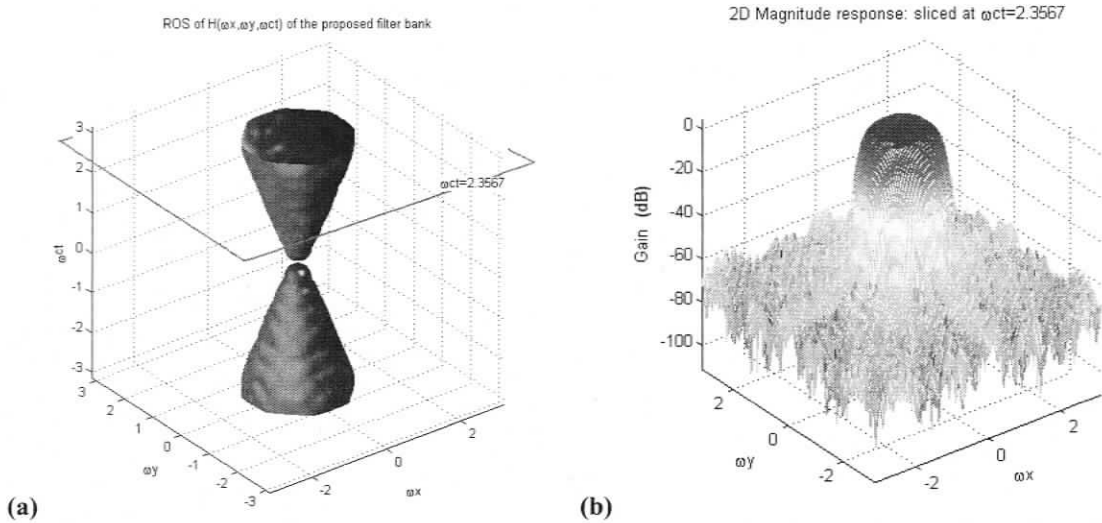 ROS of H(ωx,ωy,ωct) of the proposed filter bank
3
2
1
0
-1
-2
-3
ωct
ωct=2.3567
3
2
1
0
-1
-2
-3
ωy
-2
0
2
ωx
(a)
2D Magnitude response: sliced at ωct=2.3567
0
-20
-40
-60
-80
-100
Gain (dB)
2
0
-2
ωy
-2
0
2
ωx
(b)